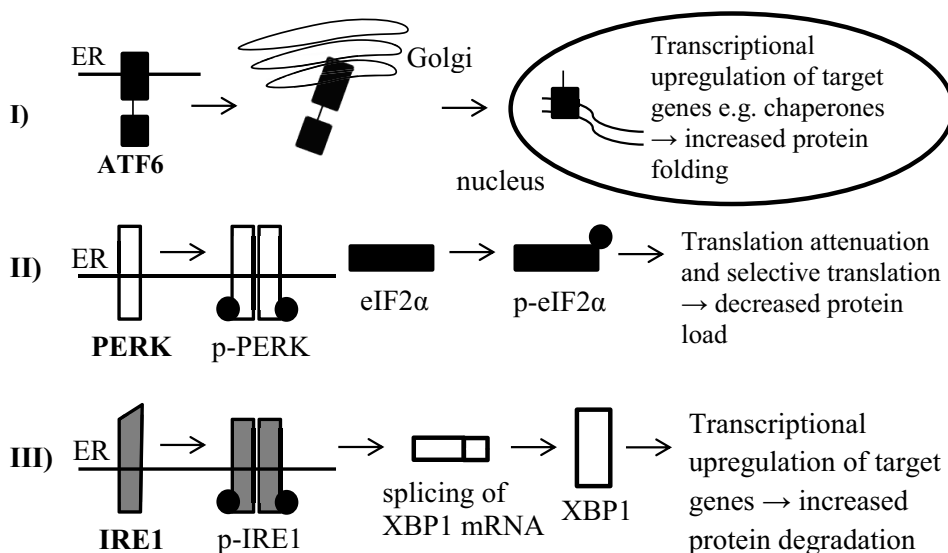 I)
ER
ATF6
Golgi
nucleus
Transcriptional
upregulation of target
genes e.g. chaperones
→ increased protein
folding
II)
ER
PERK
p-PERK
eIF2α
p-eIF2α
Translation attenuation
and selective translation
→ decreased protein
load
III)
ER
IRE1
p-IRE1
splicing of
XBP1 mRNA
XBP1
Transcriptional
upregulation of target
genes → increased
protein degradation